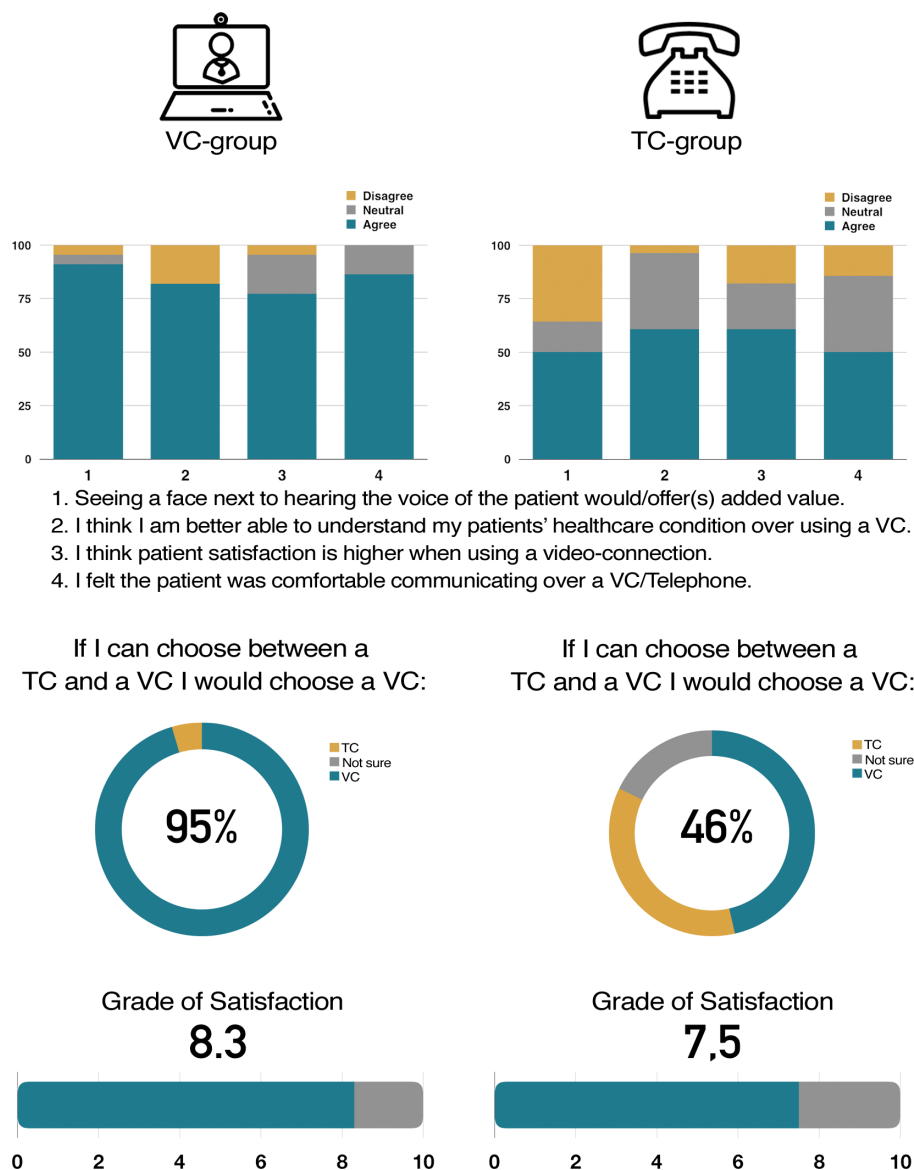 VC-group
TC-group
Disagree
Neutral
Agree
Disagree
Neutral
Agree
100
75
50
25
0
1 2 3 4
100
75
50
25
0
1 2 3 4
1. Seeing a face next to hearing the voice of the patient would/offer(s) added value.
2. I think I am better able to understand my patients’ healthcare condition over using a VC.
3. I think patient satisfaction is higher when using a video-connection.
4. I felt the patient was comfortable communicating over a VC/Telephone.
If I can choose between a
TC and a VC I would choose a VC:
TC
Not sure
VC
95%
If I can choose between a
TC and a VC I would choose a VC:
TC
Not sure
VC
46%
Grade of Satisfaction
8.3
0 2 4 6 8 10
Grade of Satisfaction
7,5
0 2 4 6 8 10